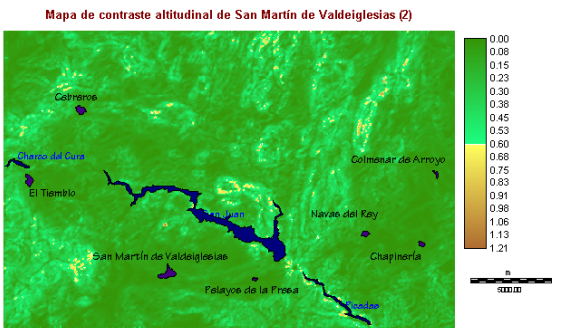 Mapa de contraste altitudinal de San Martín de Valdeiglesias (2)
Cebreros
Charco del Cura
El Tiemblo
Colmenar de Arroyo
San Juan
Navas del Rey
Chapinería
San Martín de Valdeiglesias
Pelayos de la Presa
Picadas
0.00
0.08
0.15
0.23
0.30
0.38
0.45
0.53
0.60
0.68
0.75
0.83
0.91
0.98
1.06
1.13
1.21
m
5000.00